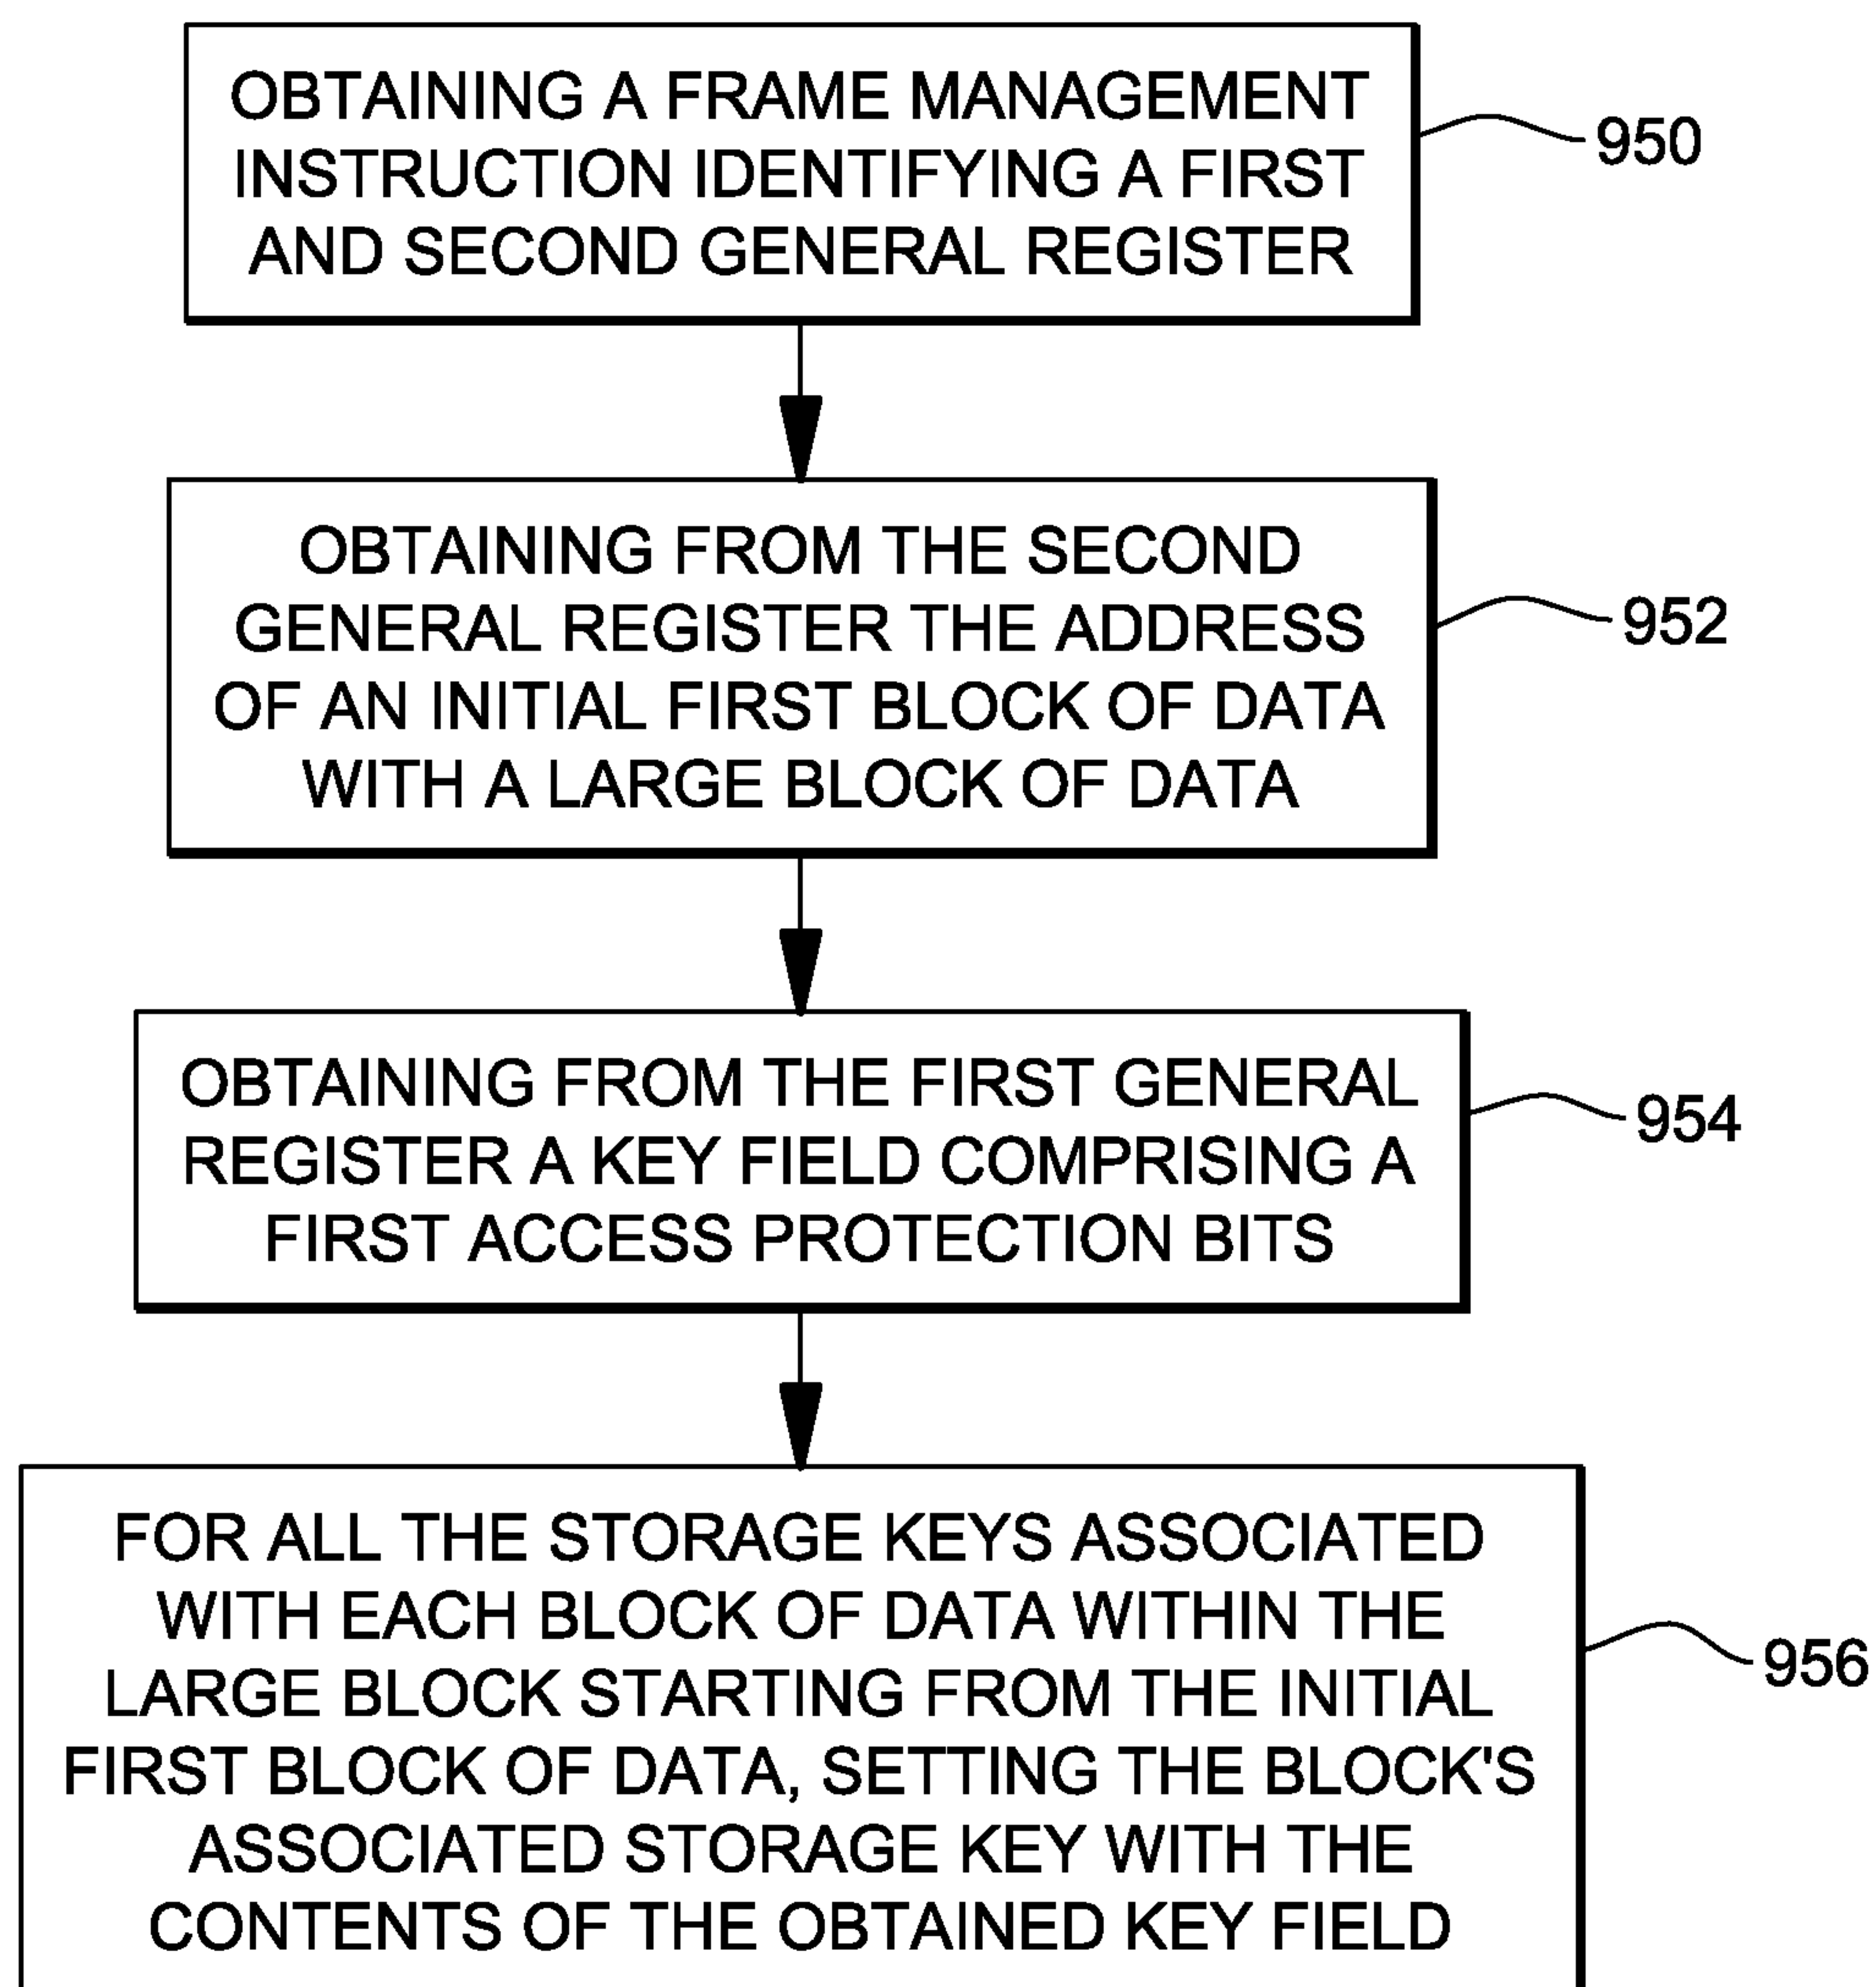 OBTAINING A FRAME MANAGEMENT
INSTRUCTION IDENTIFYING A FIRST
AND SECOND GENERAL REGISTER
950
OBTAINING FROM THE SECOND
GENERAL REGISTER THE ADDRESS
OF AN INITIAL FIRST BLOCK OF DATA
WITH A LARGE BLOCK OF DATA
952
OBTAINING FROM THE FIRST GENERAL
REGISTER A KEY FIELD COMPRISING A
FIRST ACCESS PROTECTION BITS
954
FOR ALL THE STORAGE KEYS ASSOCIATED
WITH EACH BLOCK OF DATA WITHIN THE
LARGE BLOCK STARTING FROM THE INITIAL
FIRST BLOCK OF DATA, SETTING THE BLOCK'S
ASSOCIATED STORAGE KEY WITH THE
CONTENTS OF THE OBTAINED KEY FIELD
956